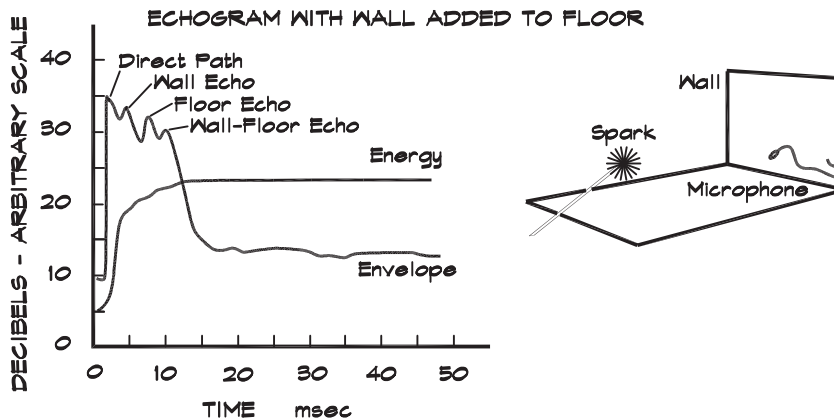 ECHOGRAM WITH WALL ADDED TO FLOOR
DECIBELS - ARBITRARY SCALE
40
30
20
10
0
Direct Path
Wall Echo
Floor Echo
Wall-Floor Echo
Energy
Envelope
0 10 20 30 40 50
TIME msec
Wall
Spark
Microphone